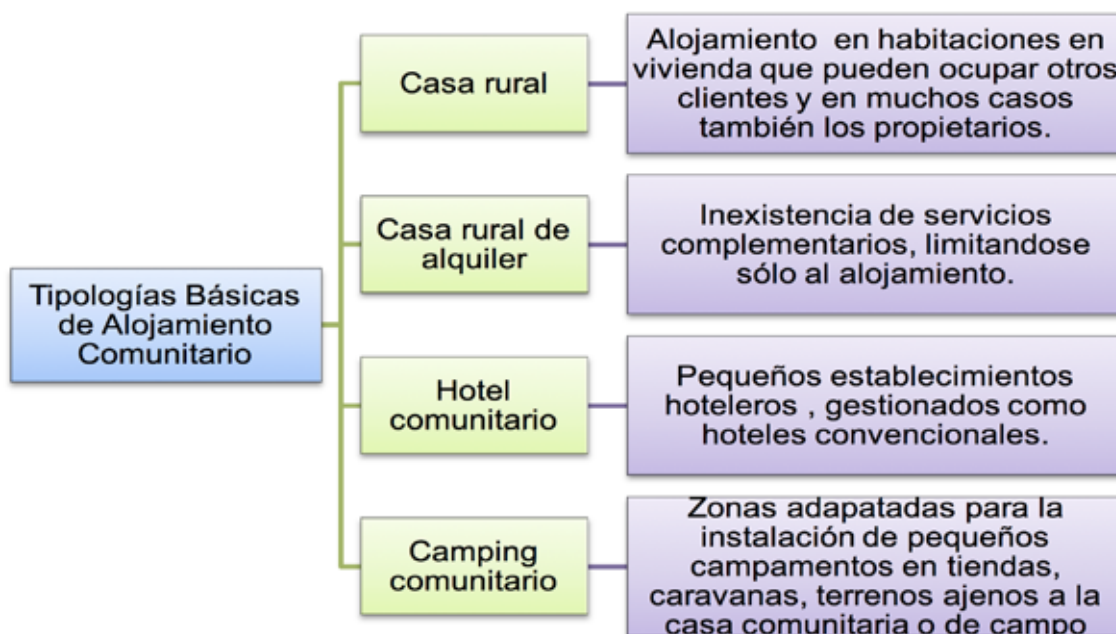 Tipologías Básicas
de Alojamiento
Comunitario
Casa rural
Alojamiento en habitaciones en
vivienda que pueden ocupar otros
clientes y en muchos casos
también los propietarios.
Casa rural de
alquiler
Inexistencia de servicios
complementarios, limitandose
sólo al alojamiento.
Hotel
comunitario
Pequeños establecimientos
hoteleros , gestionados como
hoteles convencionales.
Camping
comunitario
Zonas adapatadas para la
instalación de pequeños
campamentos en tiendas,
caravanas, terrenos ajenos a la
casa comunitaria o de campo